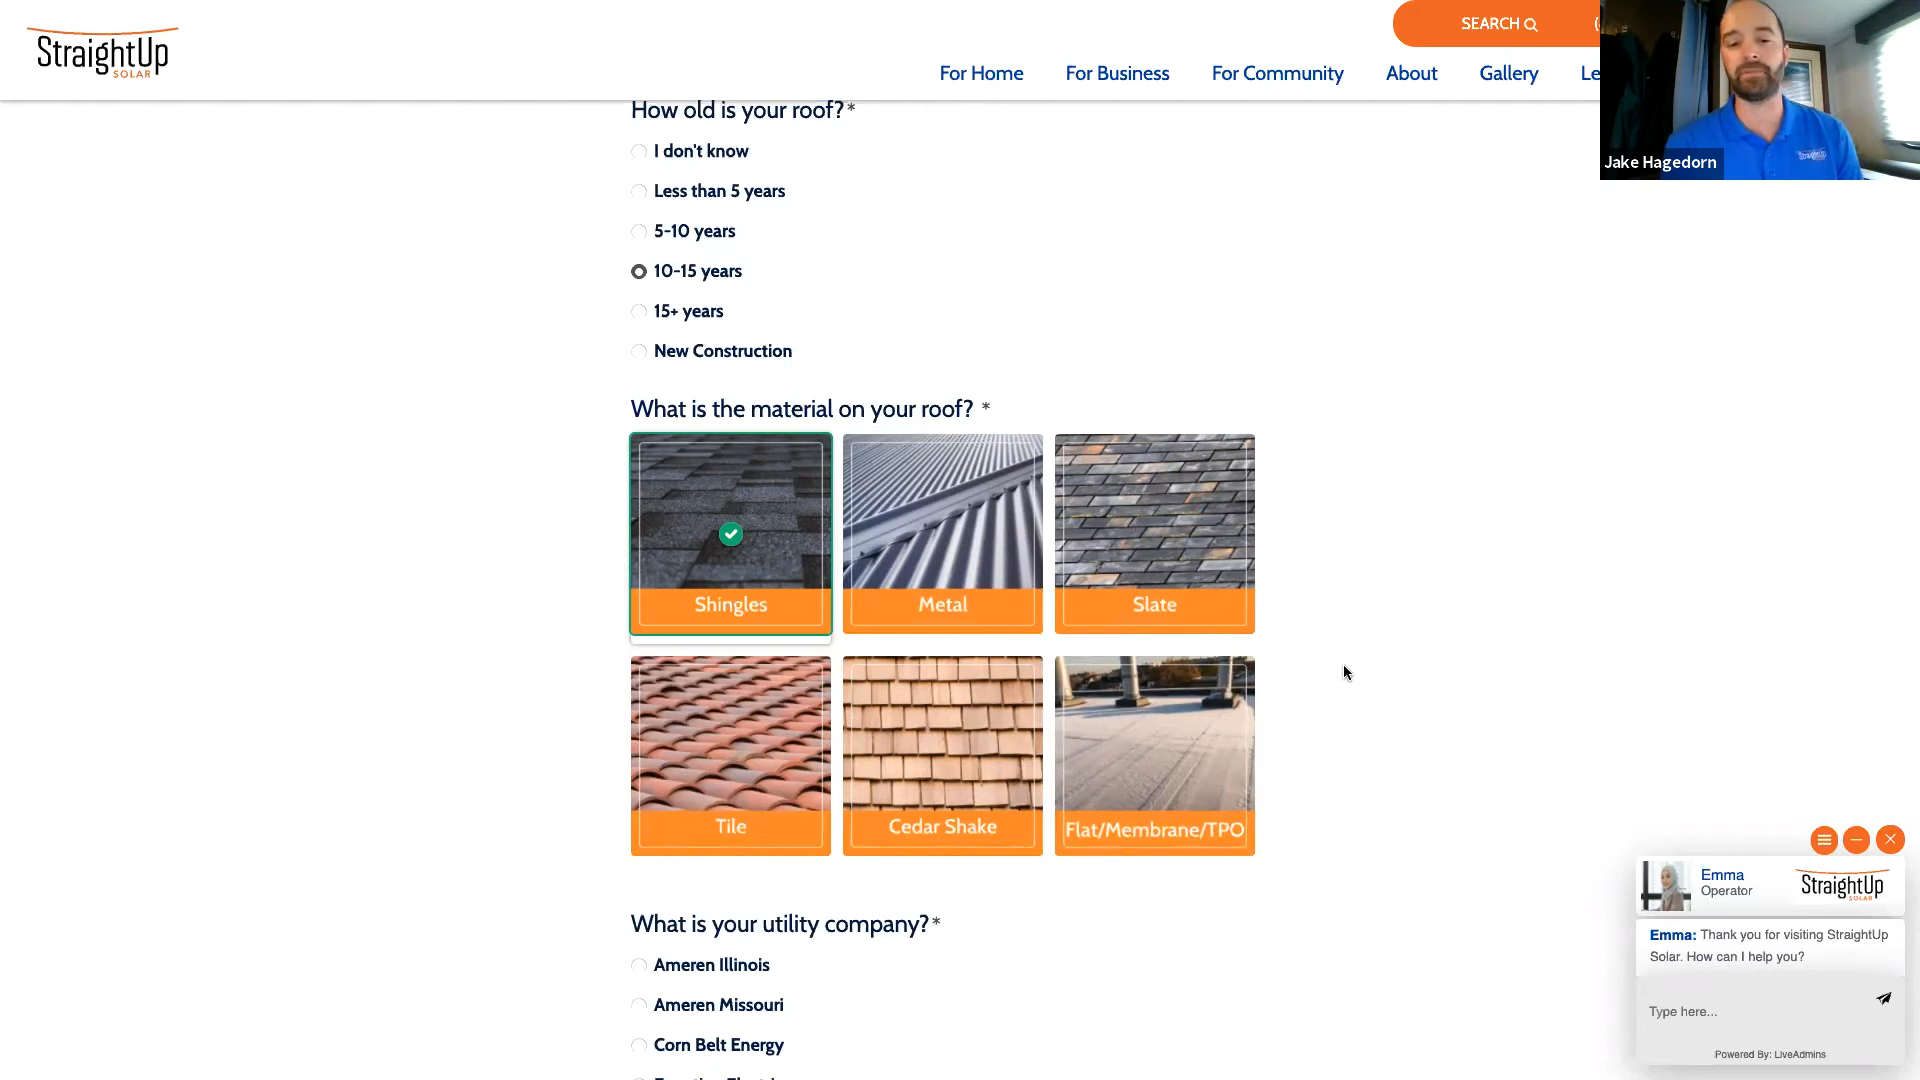 StraightUp
SOLAR
SEARCH
For Home
For Business
For Community
About
Gallery
Le
Jake Hagedorn
How old is your roof?*
I don't know
Less than 5 years
5-10 years
10-15 years
15+ years
New Construction
What is the material on your roof? *
Shingles
Metal
Slate
Tile
Cedar Shake
Flat/Membrane/TPO
What is your utility company?*
Ameren Illinois
Ameren Missouri
Corn Belt Energy
Emma
Operator
StraightUp
SOLAR
Emma: Thank you for visiting StraightUp
Solar. How can I help you?
Type here...
Powered By: LiveAdmins